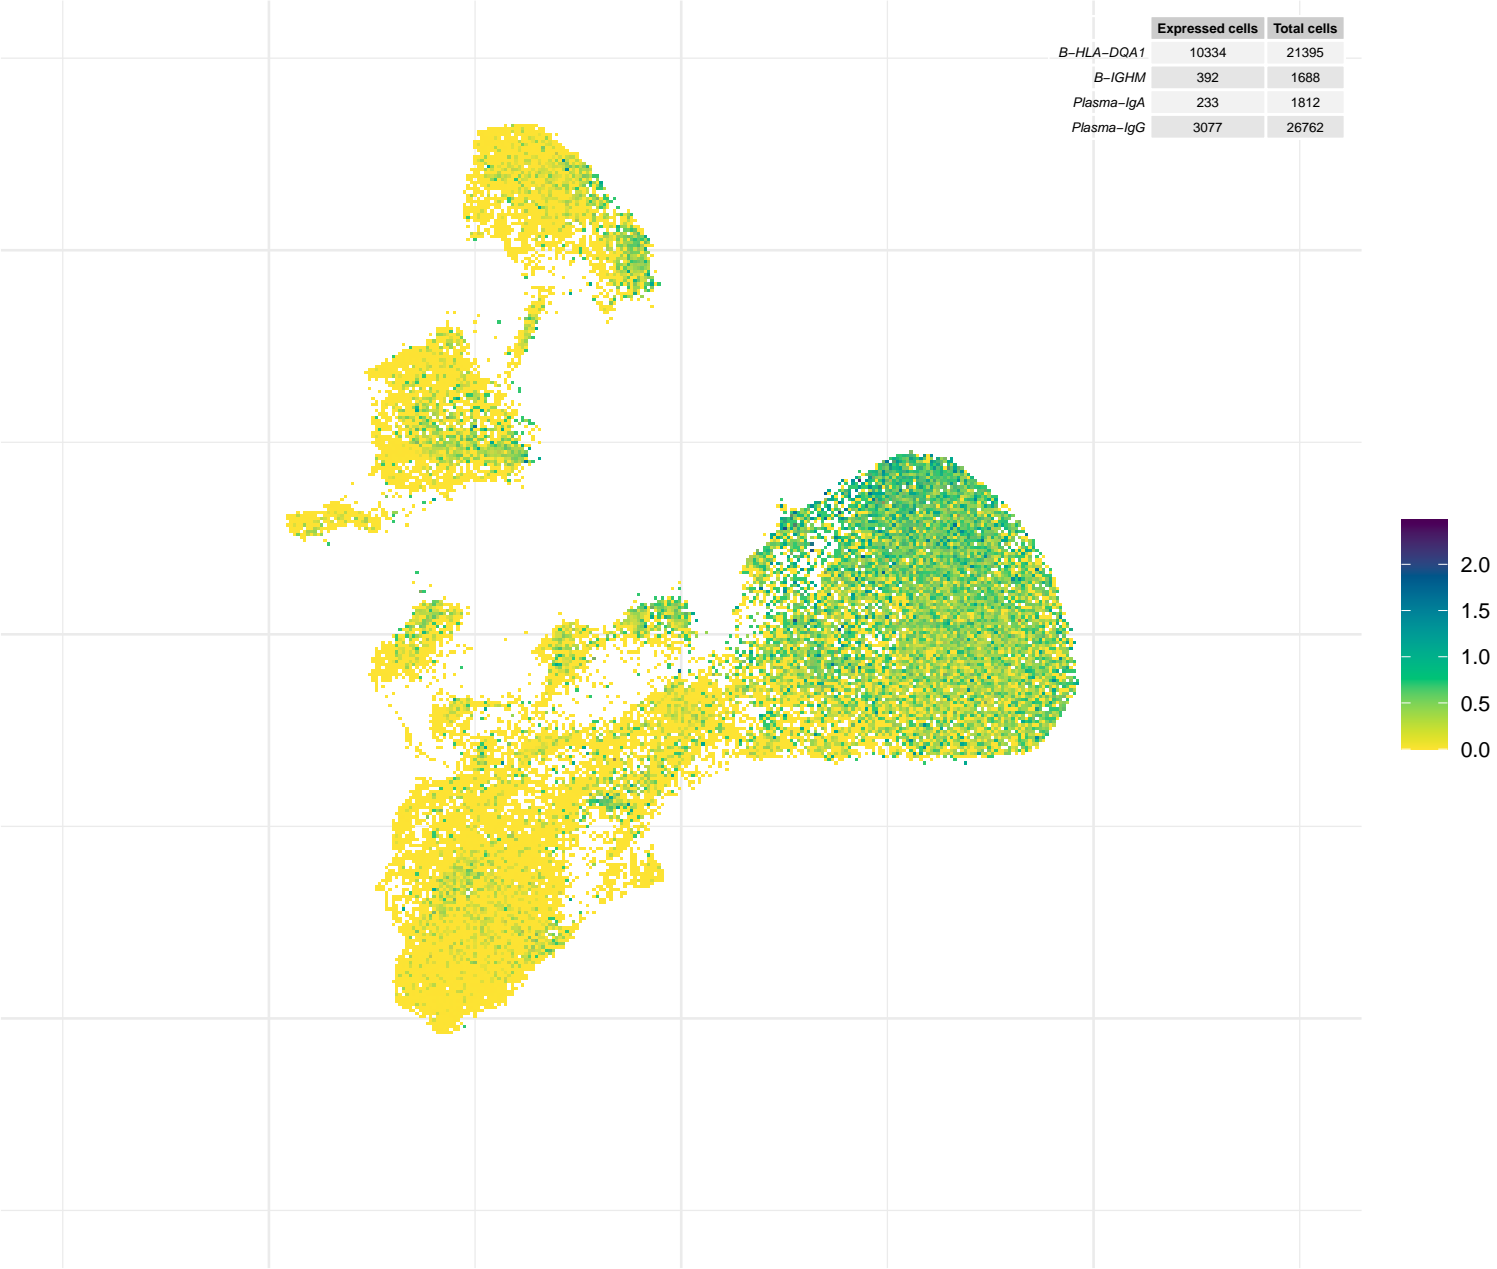 Expressed cells Total cells
B−HLA−DQA1 10334 21395
B−IGHM 392 1688
Plasma−IgA 233 1812
Plasma−IgG 3077 26762
2.0
1.5
1.0
0.5
0.0